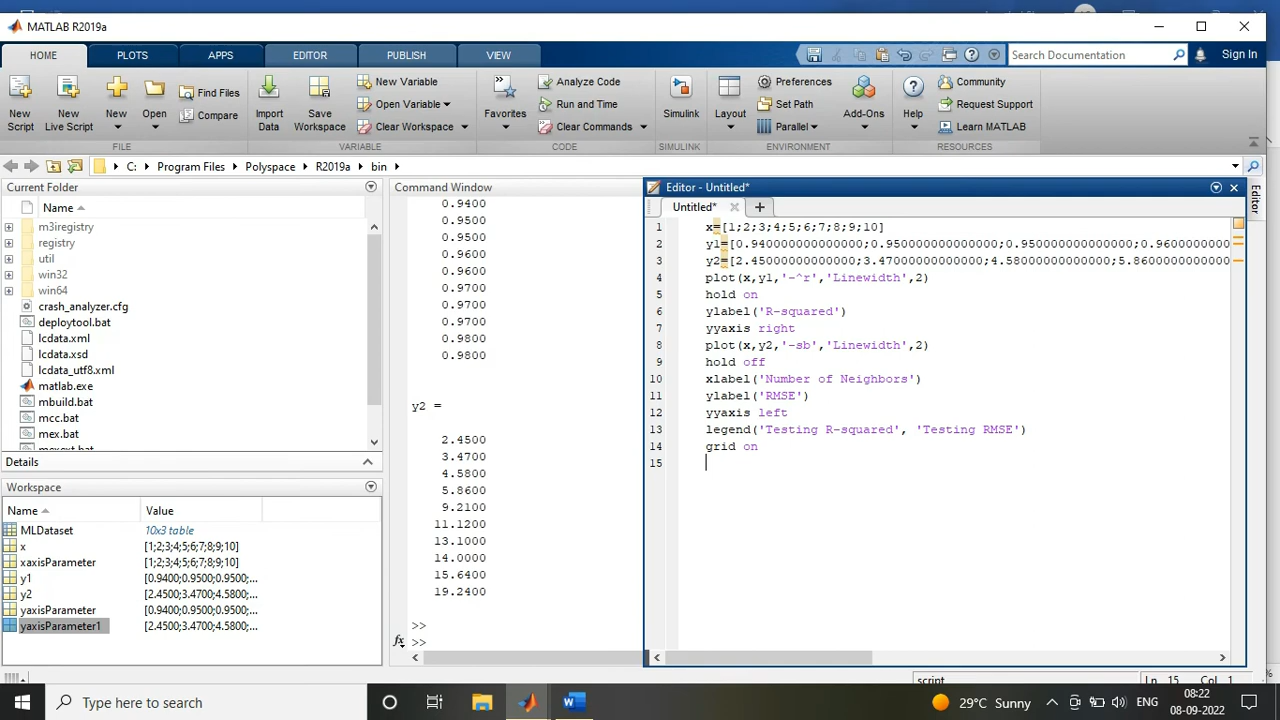 MATLAB R2019a
HOME PLOTS APPS EDITOR PUBLISH VIEW Search Documentation Sign In
New Script New Live Script New Open Find Files Compare Import Data Save Workspace New Variable Open Variable Clear Workspace Favorites Analyze Code Run and Time Clear Commands Simulink Layout Preferences Set Path Parallel Add-Ons Help Community Request Support Learn MATLAB
FILE VARIABLE CODE SIMULINK ENVIRONMENT RESOURCES
C: Program Files Polyspace R2019a bin
Current Folder
Name
m3iregistry
registry
util
win32
win64
crash_analyzer.cfg
deploytool.bat
lcdata.xml
lcdata.xsd
lcdata_utf8.xml
matlab.exe
mbuild.bat
mcc.bat
mex.bat
Details
Workspace
Name Value
MLDataset 10x3 table
x [1;2;3;4;5;6;7;8;9;10]
xaxisParameter [1;2;3;4;5;6;7;8;9;10]
y1 [0.9400;0.9500;0.9500;...
y2 [2.4500;3.4700;4.5800;...
yaxisParameter [0.9400;0.9500;0.9500;...
yaxisParameter1 [2.4500;3.4700;4.5800;...
Command Window
0.9400
0.9500
0.9500
0.9600
0.9600
0.9700
0.9700
0.9700
0.9800
0.9800
y2 =
2.4500
3.4700
4.5800
5.8600
9.2100
11.1200
13.1000
14.0000
15.6400
19.2400
>>
fx >>
Editor - Untitled*
Untitled*
Editor
1 x=[1;2;3;4;5;6;7;8;9;10]
2 y1=[0.940000000000000;0.950000000000000;0.950000000000000;0.9600000000
3 y2=[2.45000000000000;3.47000000000000;4.58000000000000;5.8600000000000
4 plot(x,y1,'-^r','Linewidth',2)
5 hold on
6 ylabel('R-squared')
7 yyaxis right
8 plot(x,y2,'-sb','Linewidth',2)
9 hold off
10 xlabel('Number of Neighbors')
11 ylabel('RMSE')
12 yyaxis left
13 legend('Testing R-squared', 'Testing RMSE')
14 grid on
15
script Ln 15 Col 1
Type here to search
29°C Sunny ENG 08:22
08-09-2022